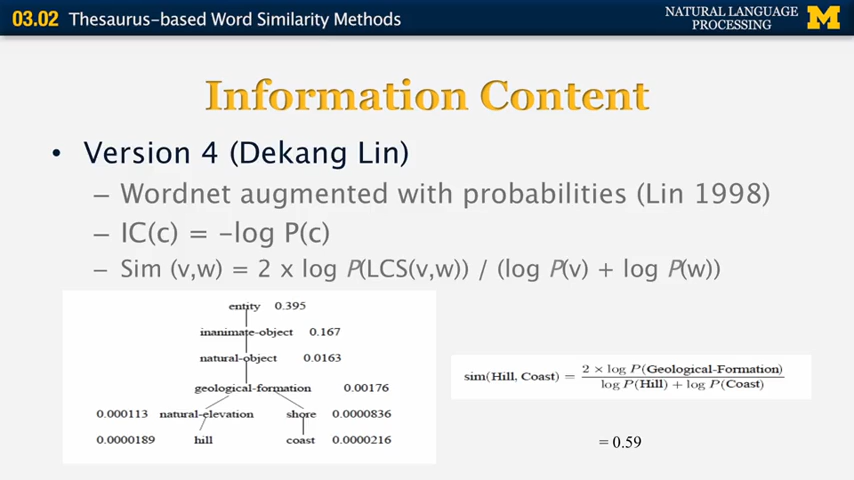 03.02 Thesaurus-based Word Similarity Methods
NATURAL LANGUAGE
PROCESSING
M
Information Content
• Version 4 (Dekang Lin)
– Wordnet augmented with probabilities (Lin 1998)
– IC(c) = -log P(c)
– Sim (v,w) = 2 x log P(LCS(v,w)) / (log P(v) + log P(w))
entity 0.395
inanimate-object 0.167
natural-object 0.0163
geological-formation 0.00176
0.000113 natural-elevation shore 0.0000836
0.0000189 hill coast 0.0000216
sim(Hill, Coast) = 2 × log P(Geological-Formation)
log P(Hill) + log P(Coast)
= 0.59